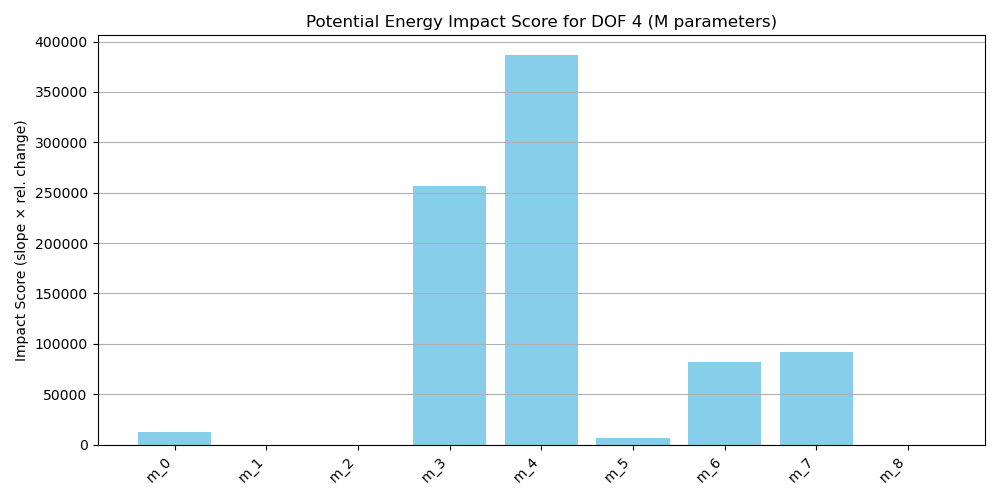 Potential Energy Impact Score for DOF 4 (M parameters)
Impact Score (slope × rel. change)
400000
350000
300000
250000
200000
150000
100000
50000
0
m_0
m_1
m_2
m_3
m_4
m_5
m_6
m_7
m_8